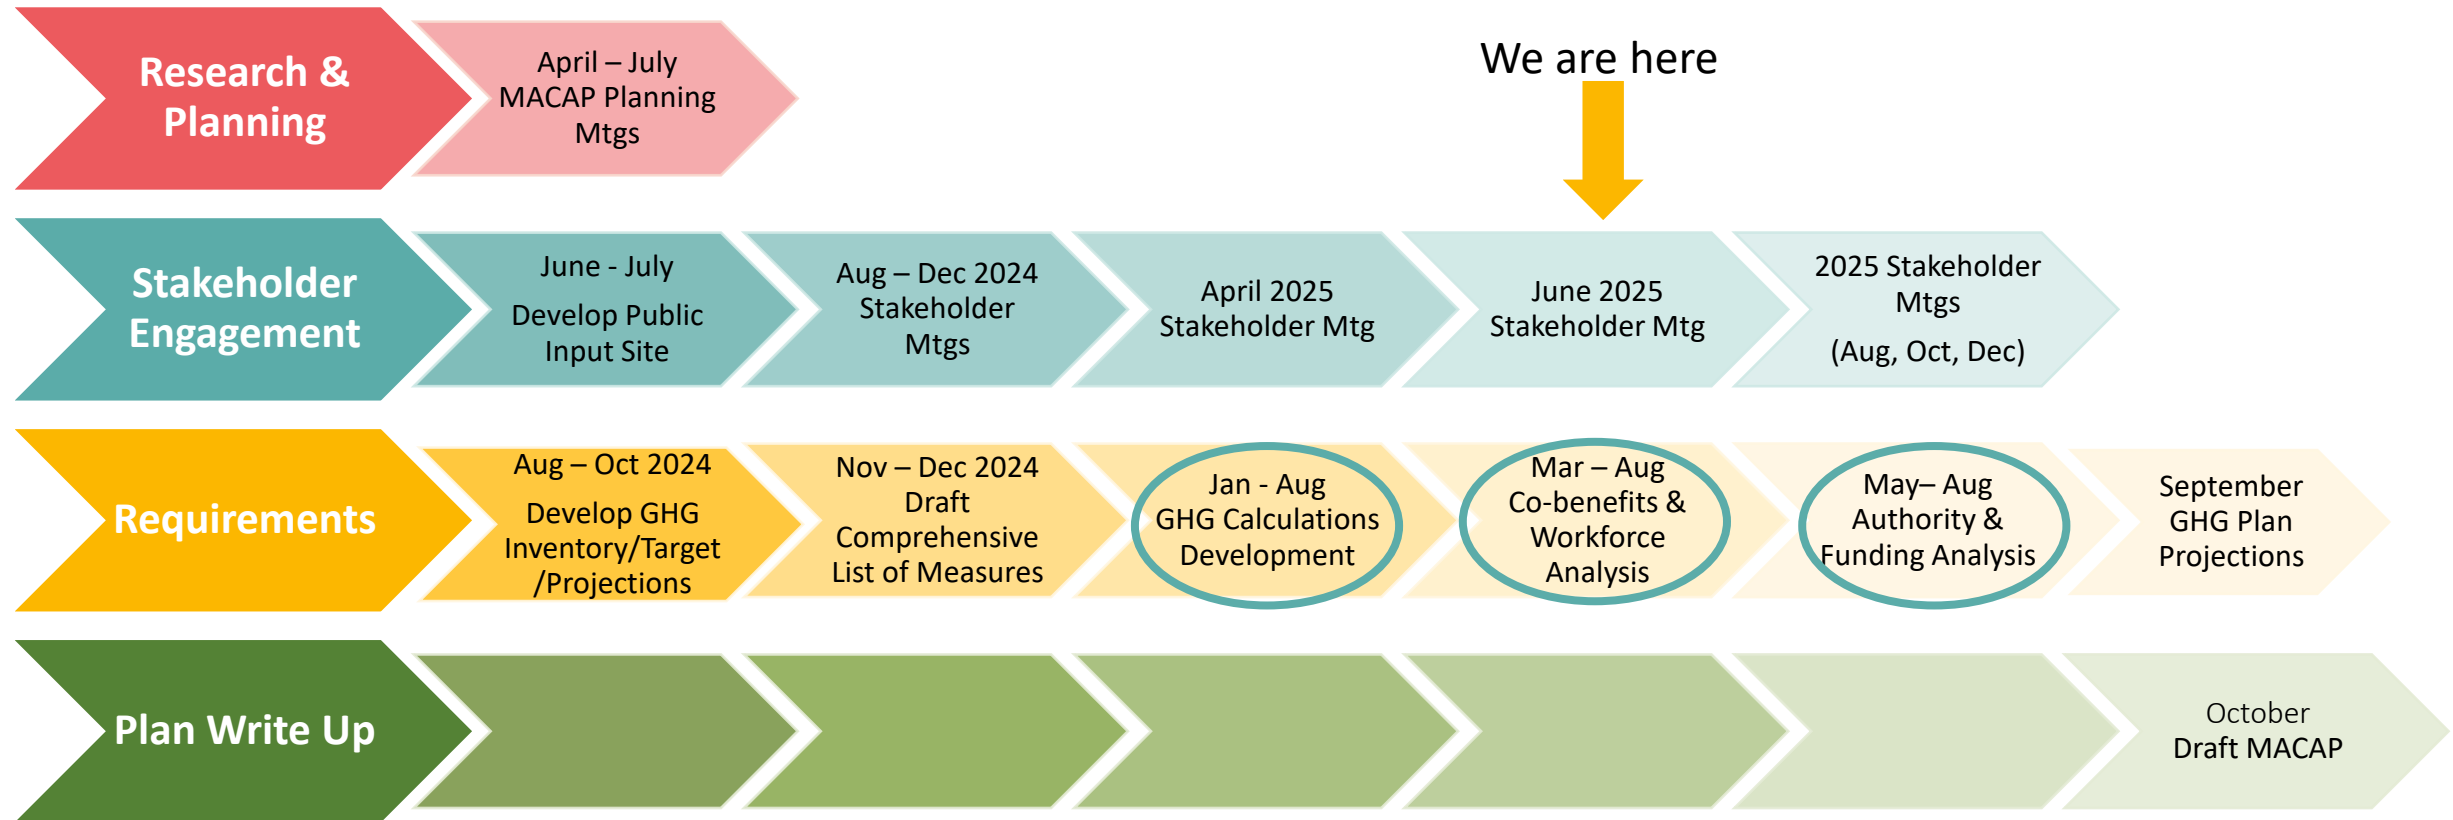 Research &
Planning
April – July
MACAP Planning
Mtgs
We are here
Stakeholder
Engagement
June - July
Develop Public
Input Site
Aug – Dec 2024
Stakeholder
Mtgs
April 2025
Stakeholder Mtg
June 2025
Stakeholder Mtg
2025 Stakeholder
Mtgs
(Aug, Oct, Dec)
Requirements
Aug – Oct 2024
Develop GHG
Inventory/Target
/Projections
Nov – Dec 2024
Draft
Comprehensive
List of Measures
Jan - Aug
GHG Calculations
Development
Mar – Aug
Co-benefits &
Workforce
Analysis
May– Aug
Authority &
Funding Analysis
September
GHG Plan
Projections
Plan Write Up
October
Draft MACAP